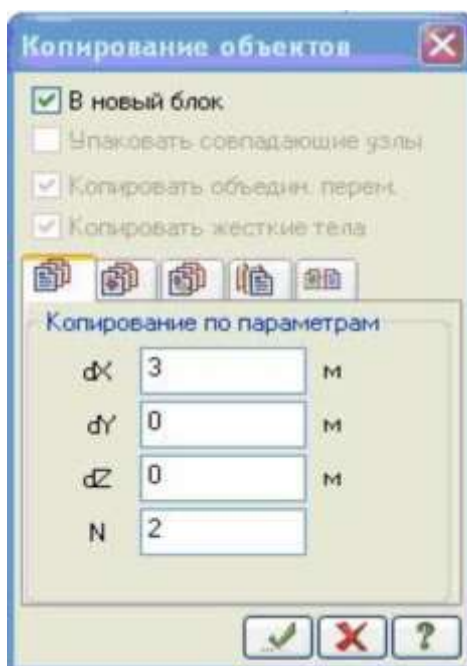 Копирование объектов
В новый блок
Упаковать совпадающие узлы
Копировать объедин. перем.
Копировать жесткие тела
Копирование по параметрам
dX 3 м
dY 0 м
dZ 0 м
N 2
?